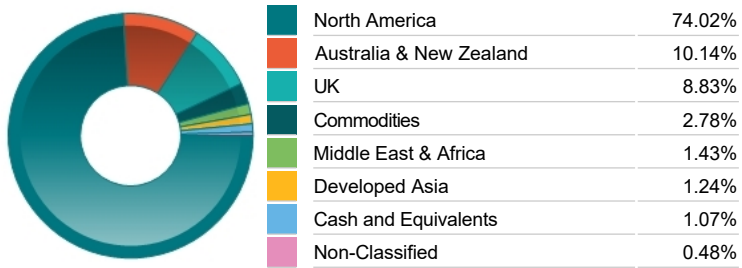 North America 74.02%
Australia & New Zealand 10.14%
UK 8.83%
Commodities 2.78%
Middle East & Africa 1.43%
Developed Asia 1.24%
Cash and Equivalents 1.07%
Non-Classified 0.48%